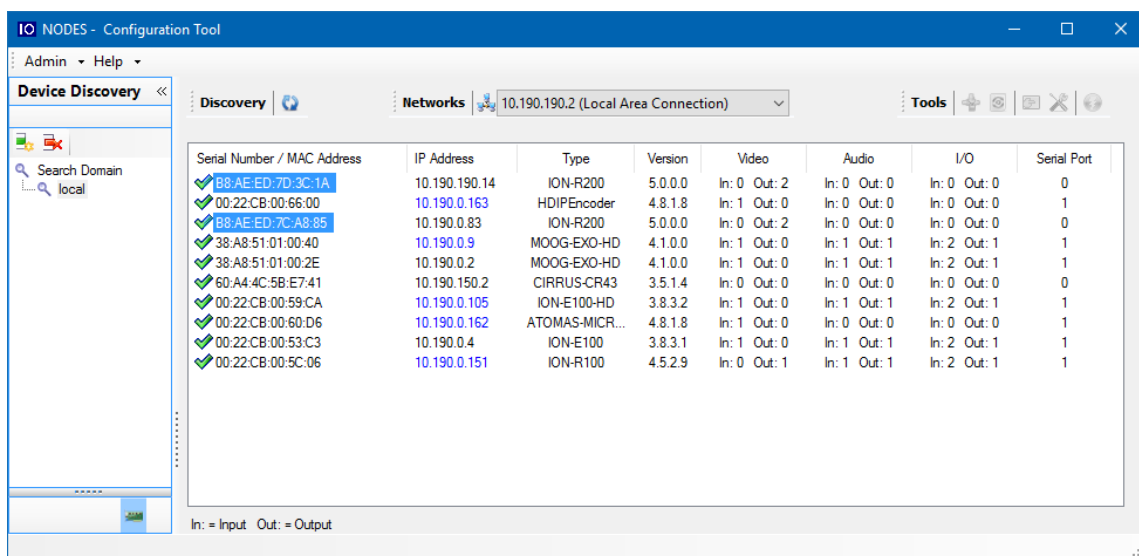 IO NODES - Configuration Tool
Admin Help
Device Discovery «
Discovery Networks 10.190.190.2 (Local Area Connection) Tools
Search Domain
local
Serial Number / MAC Address IP Address Type Version Video Audio I/O Serial Port
B8:AE:ED:7D:3C:1A 10.190.190.14 ION-R200 5.0.0.0 In: 0 Out: 2 In: 0 Out: 0 In: 0 Out: 0 0
00:22:CB:00:66:00 10.190.0.163 HDIPEncoder 4.8.1.8 In: 1 Out: 0 In: 0 Out: 0 In: 0 Out: 0 1
B8:AE:ED:7C:A8:85 10.190.0.83 ION-R200 5.0.0.0 In: 0 Out: 2 In: 0 Out: 0 In: 0 Out: 0 0
38:A8:51:01:00:40 10.190.0.9 MOOG-EXO-HD 4.1.0.0 In: 1 Out: 0 In: 1 Out: 1 In: 2 Out: 1 1
38:A8:51:01:00:2E 10.190.0.2 MOOG-EXO-HD 4.1.0.0 In: 1 Out: 0 In: 1 Out: 1 In: 2 Out: 1 1
60:A4:4C:5B:E7:41 10.190.150.2 CIRRUS-CR43 3.5.1.4 In: 0 Out: 0 In: 0 Out: 0 In: 0 Out: 0 0
00:22:CB:00:59:CA 10.190.0.105 ION-E100-HD 3.8.3.2 In: 1 Out: 0 In: 1 Out: 1 In: 2 Out: 1 1
00:22:CB:00:60:D6 10.190.0.162 ATOMAS-MICR... 4.8.1.8 In: 1 Out: 0 In: 0 Out: 0 In: 0 Out: 0 1
00:22:CB:00:53:C3 10.190.0.4 ION-E100 3.8.3.1 In: 1 Out: 0 In: 1 Out: 1 In: 2 Out: 1 1
00:22:CB:00:5C:06 10.190.0.151 ION-R100 4.5.2.9 In: 0 Out: 1 In: 1 Out: 1 In: 2 Out: 1 1
In: = Input Out: = Output